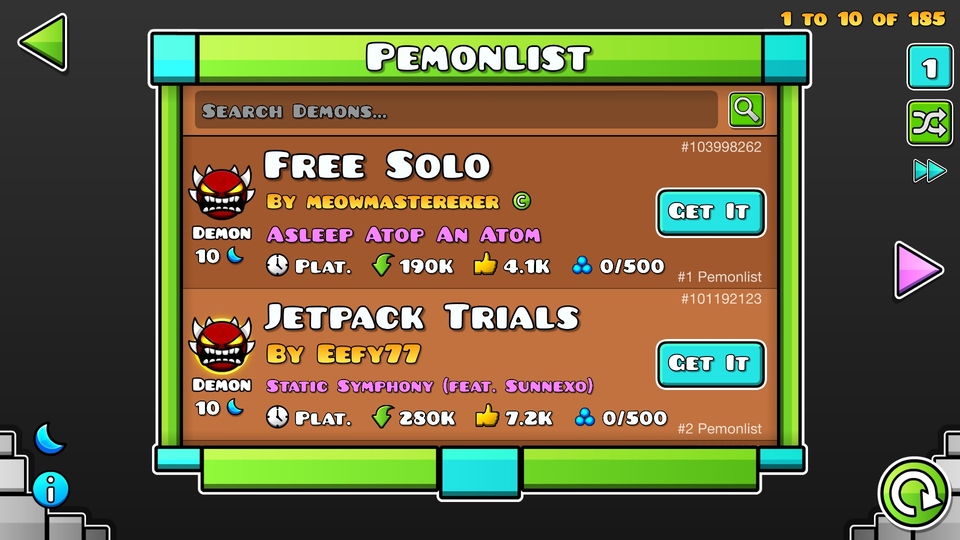 1 to 10 of 185
Pemonlist
1
Search Demons...
#103998262
Free Solo
By meowmastererer
Get It
Demon
Asleep Atop An Atom
10
Plat. 190K 4.1K 0/500
#1 Pemonlist
#101192123
Jetpack Trials
By Eefy77
Get It
Demon
Static Symphony (feat. Sunnexo)
10
Plat. 280K 7.2K 0/500
#2 Pemonlist